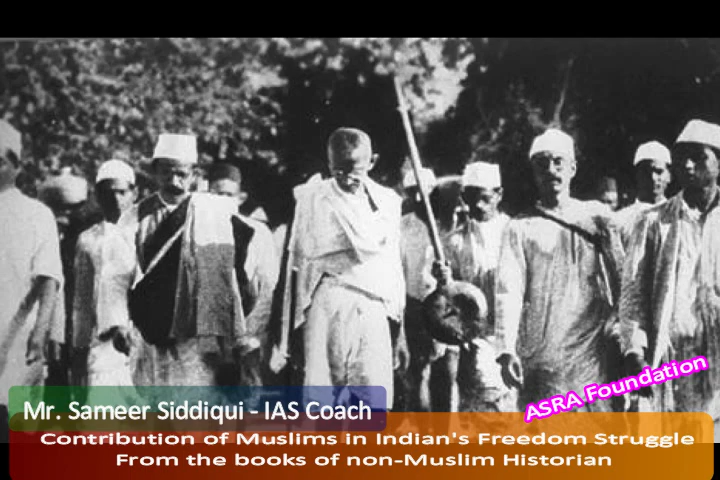 Mr. Sameer Siddiqui - IAS Coach
ASRA Foundation
Contribution of Muslims in Indian's Freedom Struggle
From the books of non-Muslim Historian